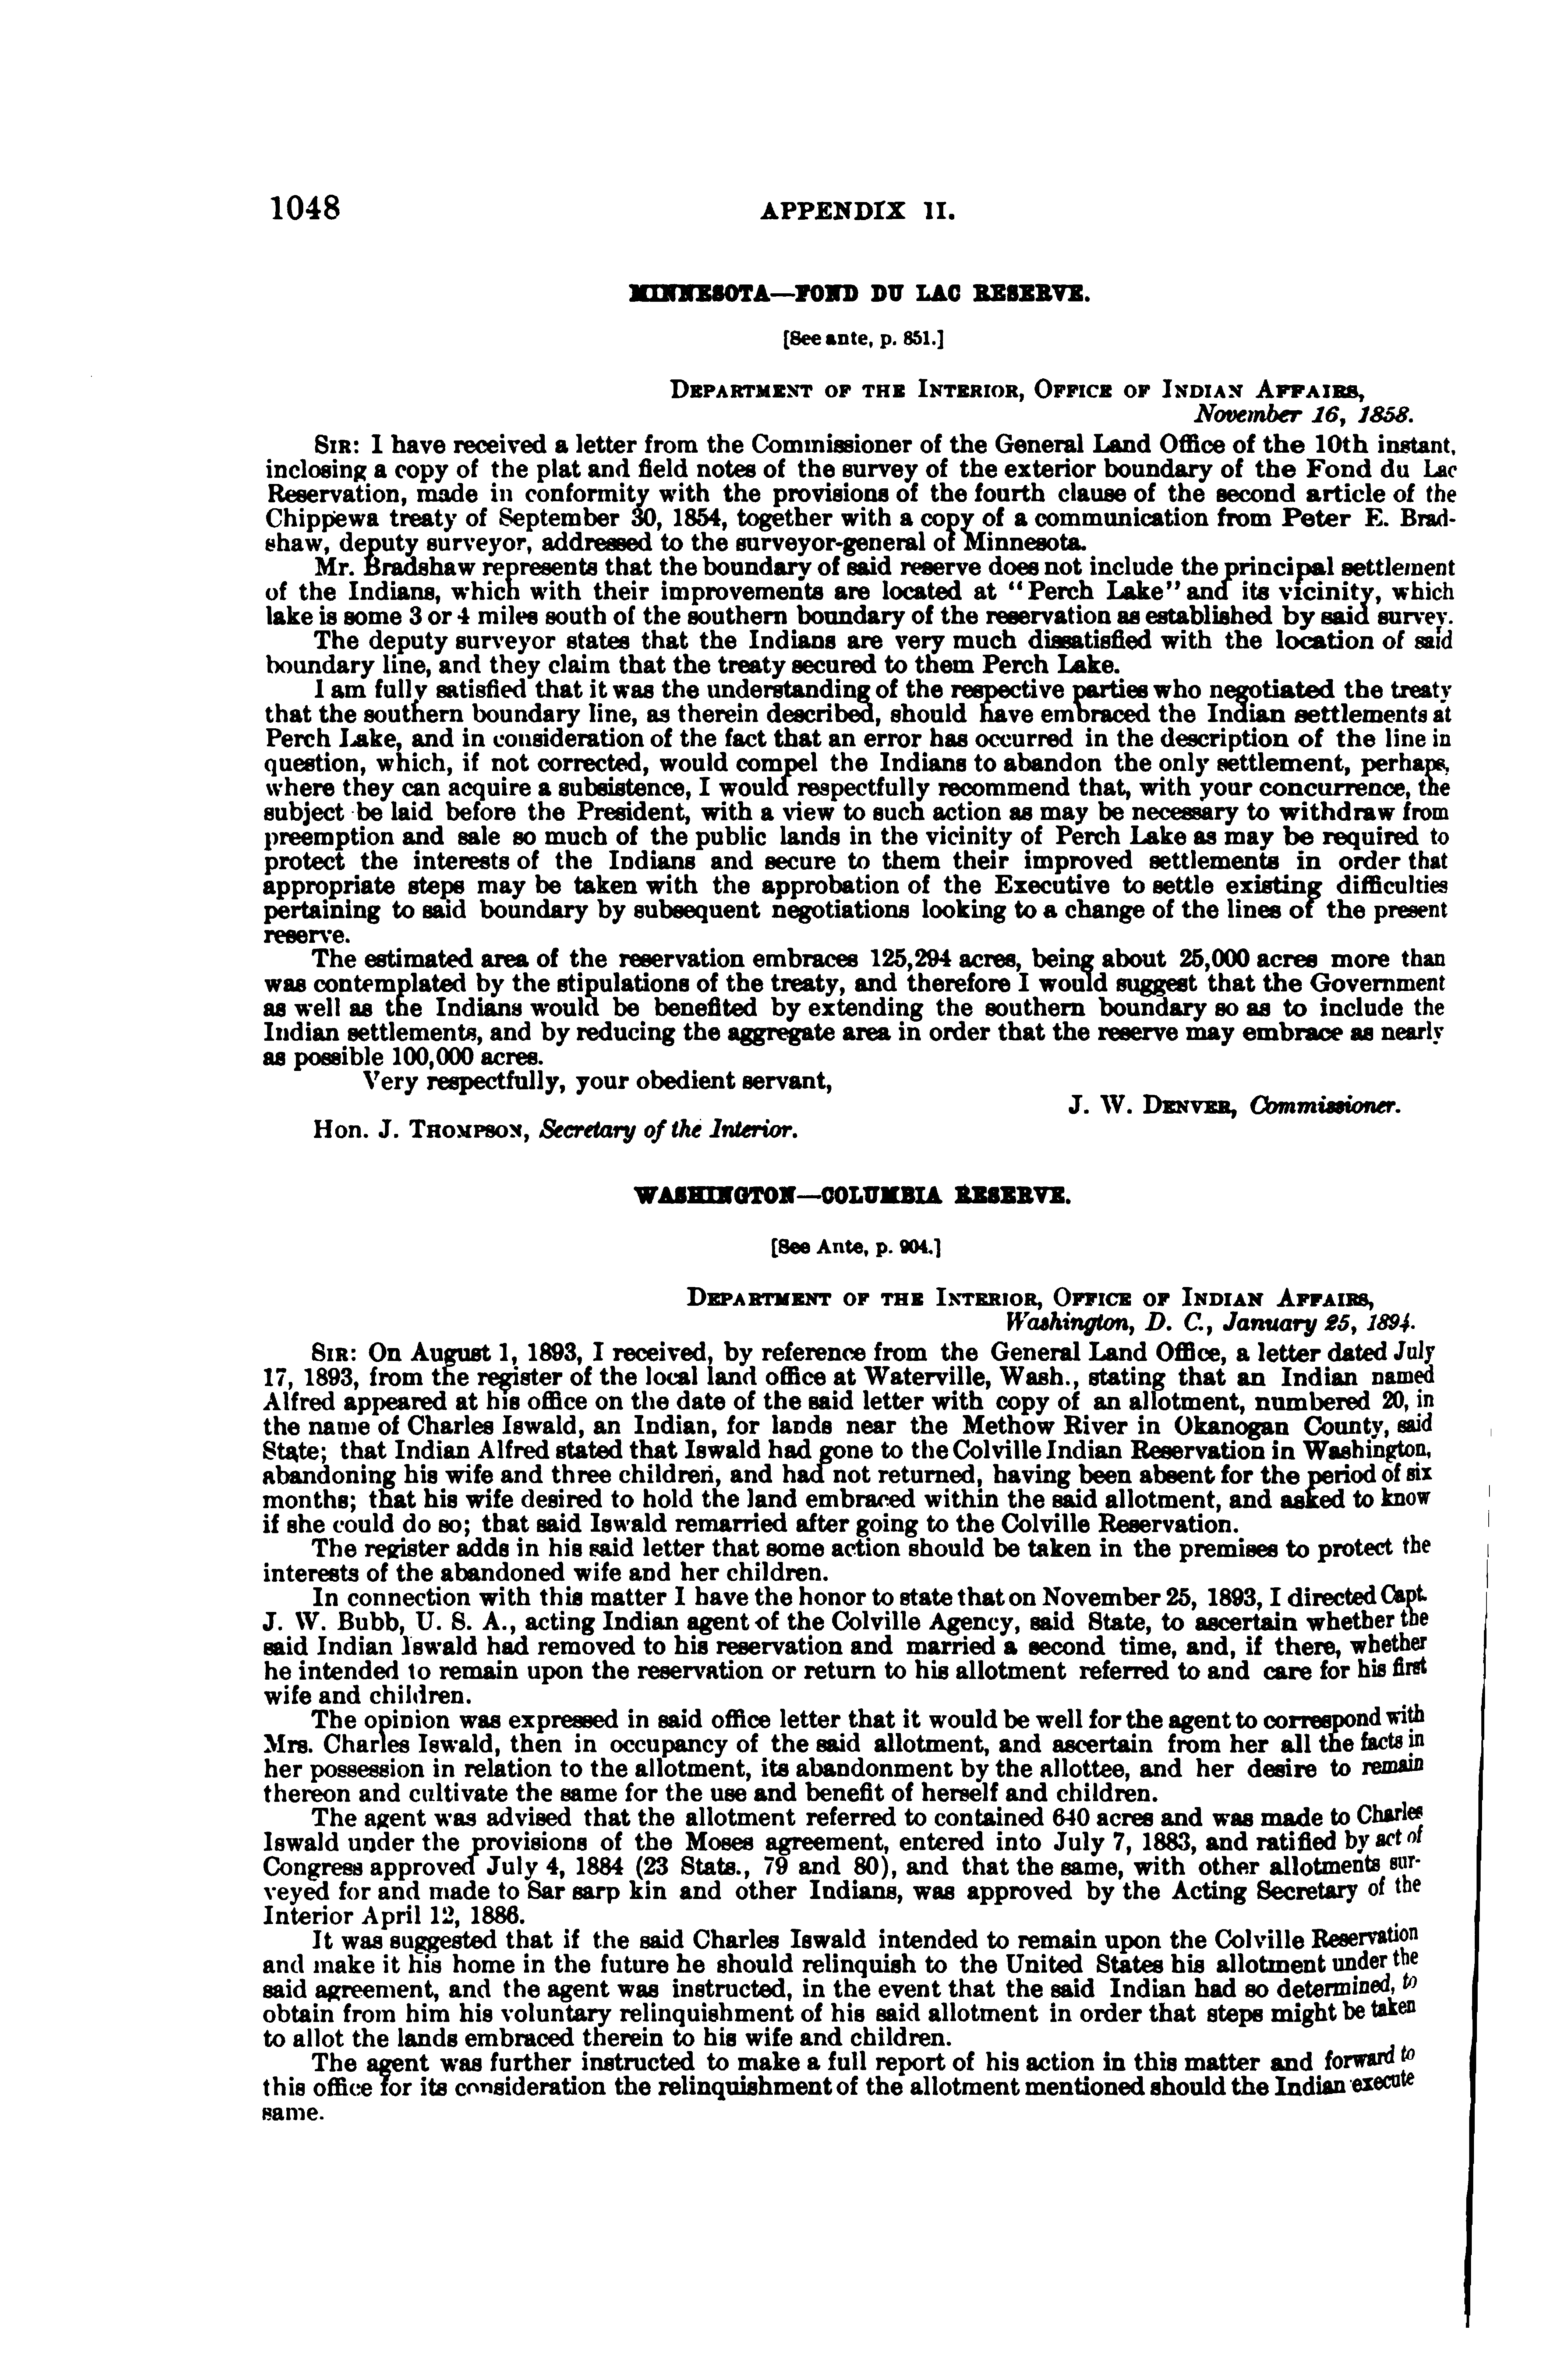 1048
APPENDIX II.
MINNESOTA—FOND DU LAC RESERVE.
[See ante, p. 851.]
DEPARTMENT OF THE INTERIOR, OFFICE OF INDIAN AFFAIRS,
November 16, 1858.
SIR: I have received a letter from the Commissioner of the General Land Office of the 10th instant,
inclosing a copy of the plat and field notes of the survey of the exterior boundary of the Fond du Lac
Reservation, made in conformity with the provisions of the fourth clause of the second article of the
Chippewa treaty of September 30, 1854, together with a copy of a communication from Peter E. Brad-
shaw, deputy surveyor, addressed to the surveyor-general of Minnesota.
Mr. Bradshaw represents that the boundary of said reserve does not include the principal settlement
of the Indians, which with their improvements are located at “Perch Lake” and its vicinity, which
lake is some 3 or 4 miles south of the southern boundary of the reservation as established by said survey.
The deputy surveyor states that the Indians are very much dissatisfied with the location of said
boundary line, and they claim that the treaty secured to them Perch Lake.
I am fully satisfied that it was the understanding of the respective parties who negotiated the treaty
that the southern boundary line, as therein described, should have embraced the Indian settlements at
Perch Lake, and in consideration of the fact that an error has occurred in the description of the line in
question, which, if not corrected, would compel the Indians to abandon the only settlement, perhaps,
where they can acquire a subsistence, I would respectfully recommend that, with your concurrence, the
subject be laid before the President, with a view to such action as may be necessary to withdraw from
preemption and sale so much of the public lands in the vicinity of Perch Lake as may be required to
protect the interests of the Indians and secure to them their improved settlements in order that
appropriate steps may be taken with the approbation of the Executive to settle existing difficulties
pertaining to said boundary by subsequent negotiations looking to a change of the lines of the present
reserve.
The estimated area of the reservation embraces 125,294 acres, being about 25,000 acres more than
was contemplated by the stipulations of the treaty, and therefore I would suggest that the Government
as well as the Indians would be benefited by extending the southern boundary so as to include the
Indian settlements, and by reducing the aggregate area in order that the reserve may embrace as nearly
as possible 100,000 acres.
Very respectfully, your obedient servant,
J. W. DENVER, Commissioner.
Hon. J. THOMPSON, Secretary of the Interior.
WASHINGTON—COLUMBIA RESERVE.
[See Ante, p. 904.]
DEPARTMENT OF THE INTERIOR, OFFICE OF INDIAN AFFAIRS,
Washington, D. C., January 25, 1894.
SIR: On August 1, 1893, I received, by reference from the General Land Office, a letter dated July
17, 1893, from the register of the local land office at Waterville, Wash., stating that an Indian named
Alfred appeared at his office on the date of the said letter with copy of an allotment, numbered 20, in
the name of Charles Iswald, an Indian, for lands near the Methow River in Okanogan County, said
State; that Indian Alfred stated that Iswald had gone to the Colville Indian Reservation in Washington,
abandoning his wife and three children, and had not returned, having been absent for the period of six
months; that his wife desired to hold the land embraced within the said allotment, and asked to know
if she could do so; that said Iswald remarried after going to the Colville Reservation.
The register adds in his said letter that some action should be taken in the premises to protect the
interests of the abandoned wife and her children.
In connection with this matter I have the honor to state that on November 25, 1893, I directed Capt.
J. W. Bubb, U. S. A., acting Indian agent of the Colville Agency, said State, to ascertain whether the
said Indian Iswald had removed to his reservation and married a second time, and, if there, whether
he intended to remain upon the reservation or return to his allotment referred to and care for his first
wife and children.
The opinion was expressed in said office letter that it would be well for the agent to correspond with
Mrs. Charles Iswald, then in occupancy of the said allotment, and ascertain from her all the facts in
her possession in relation to the allotment, its abandonment by the allottee, and her desire to remain
thereon and cultivate the same for the use and benefit of herself and children.
The agent was advised that the allotment referred to contained 640 acres and was made to Charles
Iswald under the provisions of the Moses agreement, entered into July 7, 1883, and ratified by act of
Congress approved July 4, 1884 (23 Stats., 79 and 80), and that the same, with other allotments sur-
veyed for and made to Sar sarp kin and other Indians, was approved by the Acting Secretary of the
Interior April 12, 1886.
It was suggested that if the said Charles Iswald intended to remain upon the Colville Reservation
and make it his home in the future he should relinquish to the United States his allotment under the
said agreement, and the agent was instructed, in the event that the said Indian had so determined, to
obtain from him his voluntary relinquishment of his said allotment in order that steps might be taken
to allot the lands embraced therein to his wife and children.
The agent was further instructed to make a full report of his action in this matter and forward to
this office for its consideration the relinquishment of the allotment mentioned should the Indian execute
same.